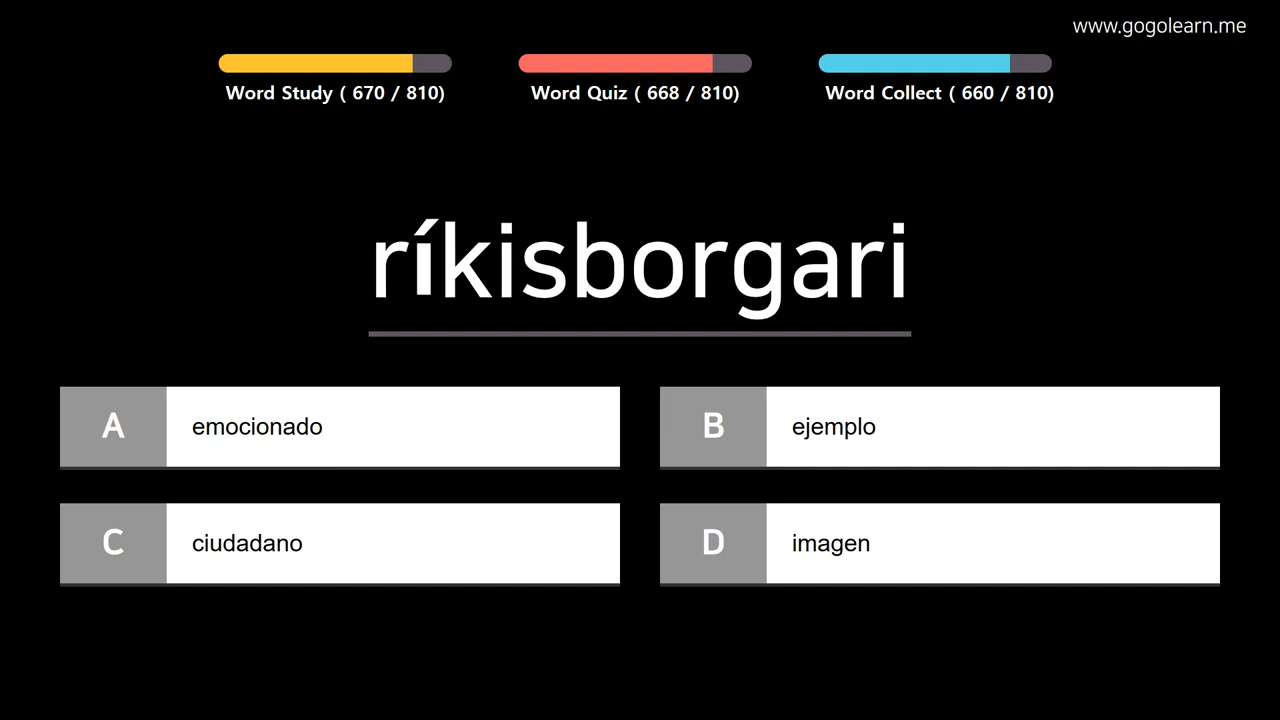 www.gogolearn.me
Word Study ( 670 / 810)
Word Quiz ( 668 / 810)
Word Collect ( 660 / 810)
ríkisborgari
A emocionado
B ejemplo
C ciudadano
D imagen